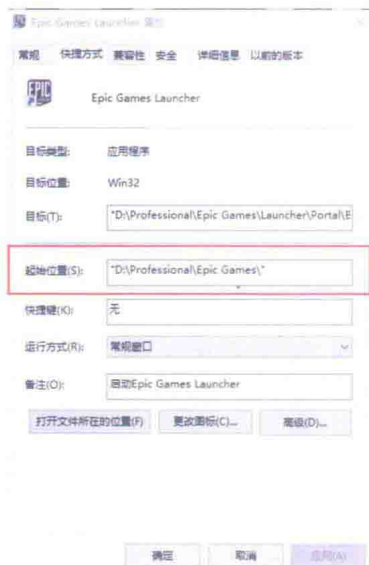 Epic Games Launcher 属性
常规 快捷方式 兼容性 安全 详细信息 以前的版本
EPIC
Epic Games Launcher
目标类型: 应用程序
目标位置: Win32
目标(T): "D:\Professional\Epic Games\Launcher\Portal\B
起始位置(S): "D:\Professional\Epic Games\"
快捷键(K): 无
运行方式(R): 常规窗口
备注(O): 启动Epic Games Launcher
打开文件所在的位置(F) 更改图标(C)... 高级(D)...
确定 取消 应用(A)